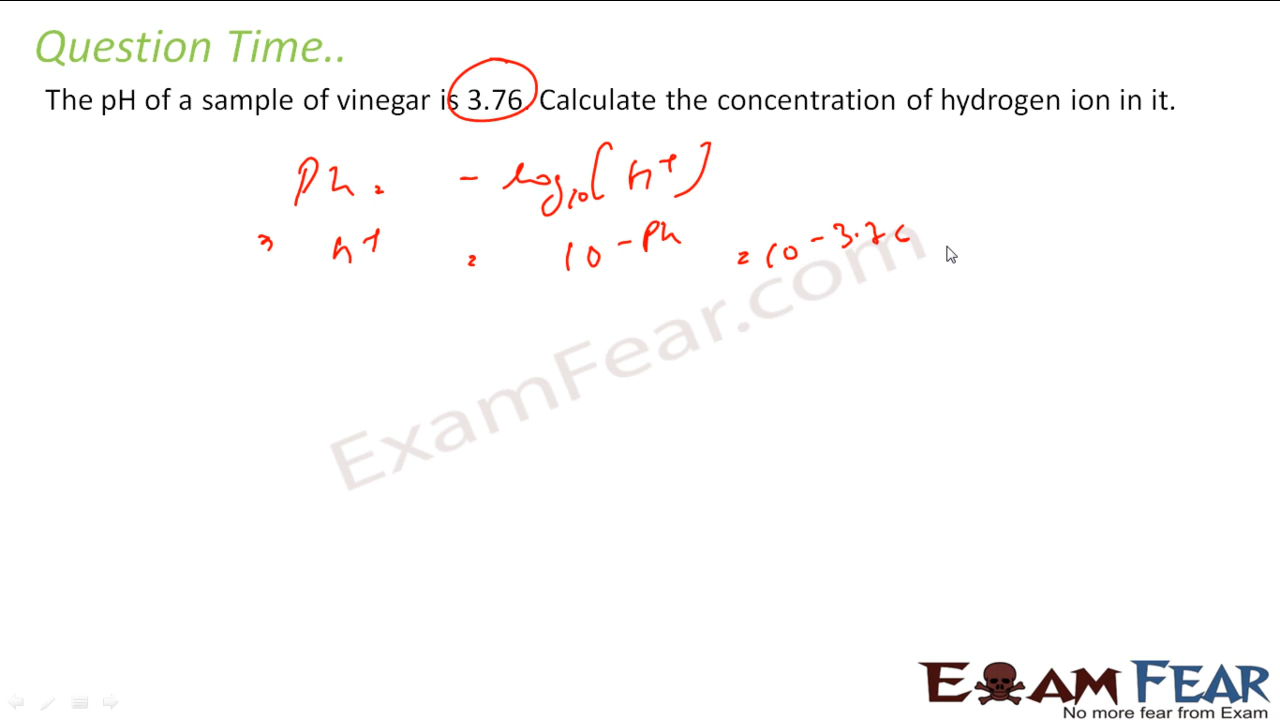 Question Time..
The pH of a sample of vinegar is 3.76. Calculate the concentration of hydrogen ion in it.
Ph = - log10[h+]
⇒ h+ = 10-Ph = 10-3.76
ExamFear.com
EXAM FEAR
No more fear from Exam